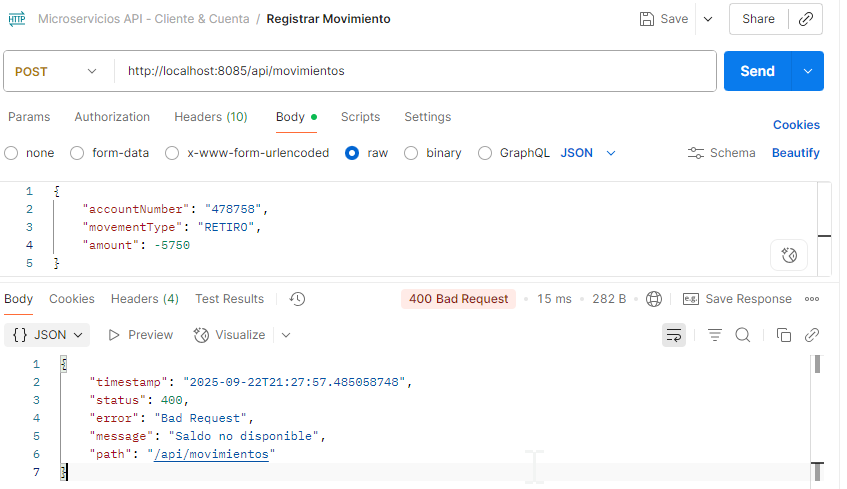 HTTP Microservicios API - Cliente & Cuenta / Registrar Movimiento Save Share
POST http://localhost:8085/api/movimientos Send
Params Authorization Headers (10) Body Scripts Settings Cookies
none form-data x-www-form-urlencoded raw binary GraphQL JSON Schema Beautify
1 {
2 "accountNumber": "478758",
3 "movementType": "RETIRO",
4 "amount": -5750
5 }
Body Cookies Headers (4) Test Results 400 Bad Request 15 ms 282 B e.g. Save Response
{} JSON Preview Visualize
1 {
2 "timestamp": "2025-09-22T21:27:57.485058748",
3 "status": 400,
4 "error": "Bad Request",
5 "message": "Saldo no disponible",
6 "path": "/api/movimientos"
7 }